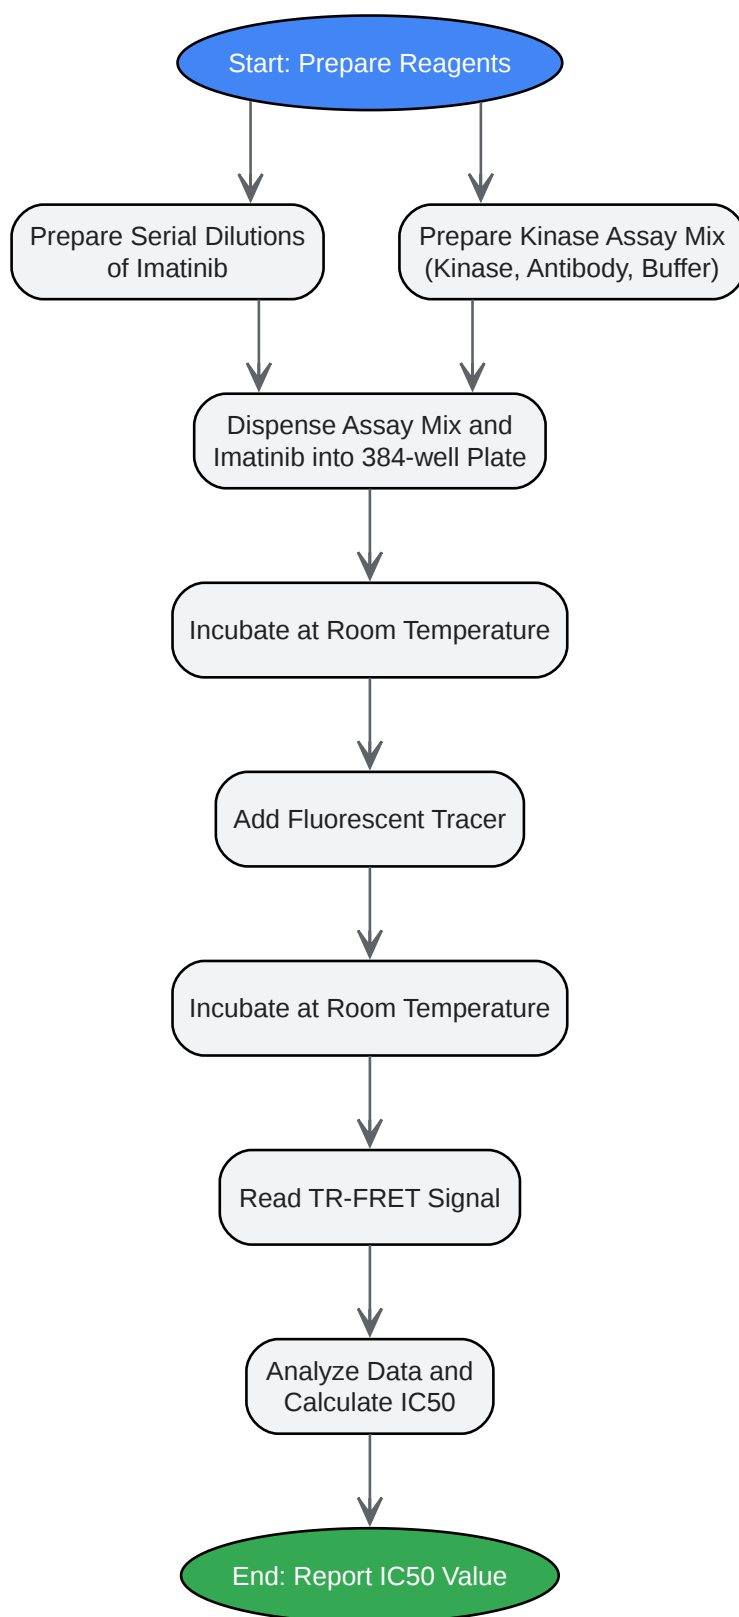 Start: Prepare Reagents
Prepare Serial Dilutions
of Imatinib
Prepare Kinase Assay Mix
(Kinase, Antibody, Buffer)
Dispense Assay Mix and
Imatinib into 384-well Plate
Incubate at Room Temperature
Add Fluorescent Tracer
Incubate at Room Temperature
Read TR-FRET Signal
Analyze Data and
Calculate IC50
End: Report IC50 Value